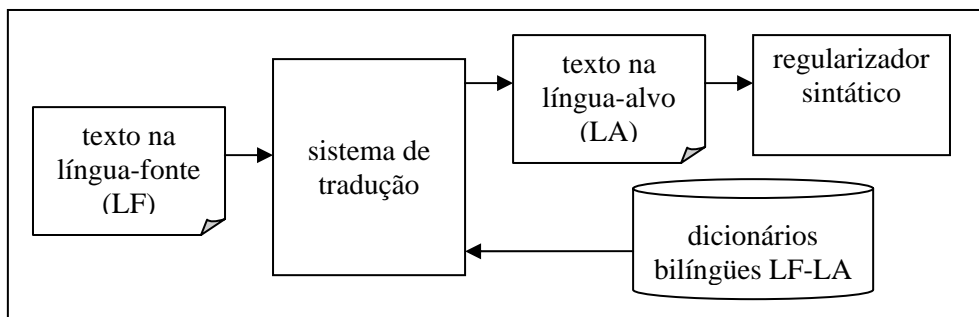 texto na
língua-fonte
(LF)
sistema de
tradução
texto na
língua-alvo
(LA)
regularizador
sintático
dicionários
bilíngües LF-LA